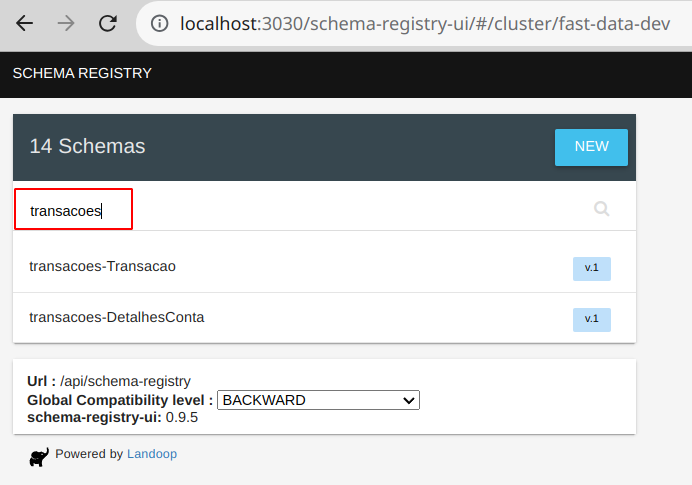 localhost:3030/schema-registry-ui/#/cluster/fast-data-dev
SCHEMA REGISTRY
14 Schemas
NEW
transacoes
transacoes-Transacao
v.1
transacoes-DetalhesConta
v.1
Url : /api/schema-registry
Global Compatibility level : BACKWARD
schema-registry-ui: 0.9.5
Powered by Landoop